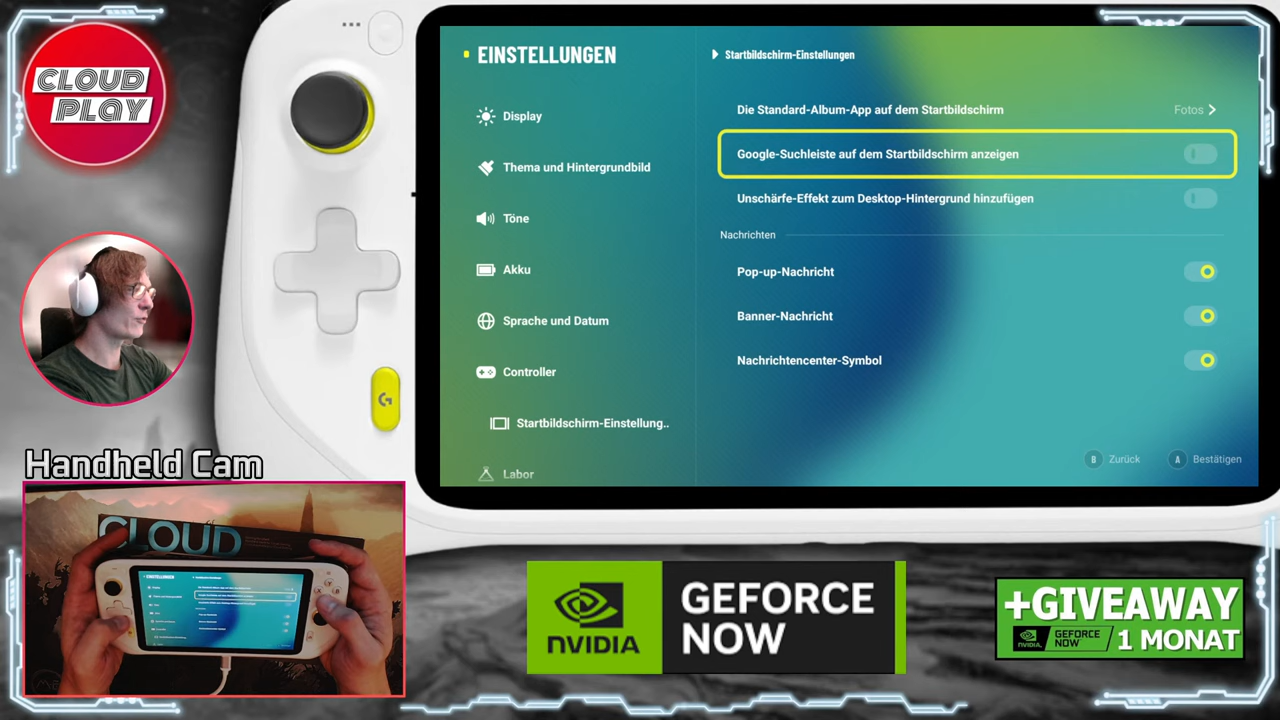 CLOUD
PLAY
EINSTELLUNGEN
Display
Thema und Hintergrundbild
Töne
Akku
Sprache und Datum
Controller
Startbildschirm-Einstellung..
Labor
Startbildschirm-Einstellungen
Die Standard-Album-App auf dem Startbildschirm
Fotos
Google-Suchleiste auf dem Startbildschirm anzeigen
Unschärfe-Effekt zum Desktop-Hintergrund hinzufügen
Nachrichten
Pop-up-Nachricht
Banner-Nachricht
Nachrichtencenter-Symbol
B Zurück
A Bestätigen
G
Handheld Cam
CLOUD
EINSTELLUNGEN
NVIDIA
GEFORCE
NOW
+GIVEAWAY
NVIDIA
GEFORCE
NOW
1 MONAT